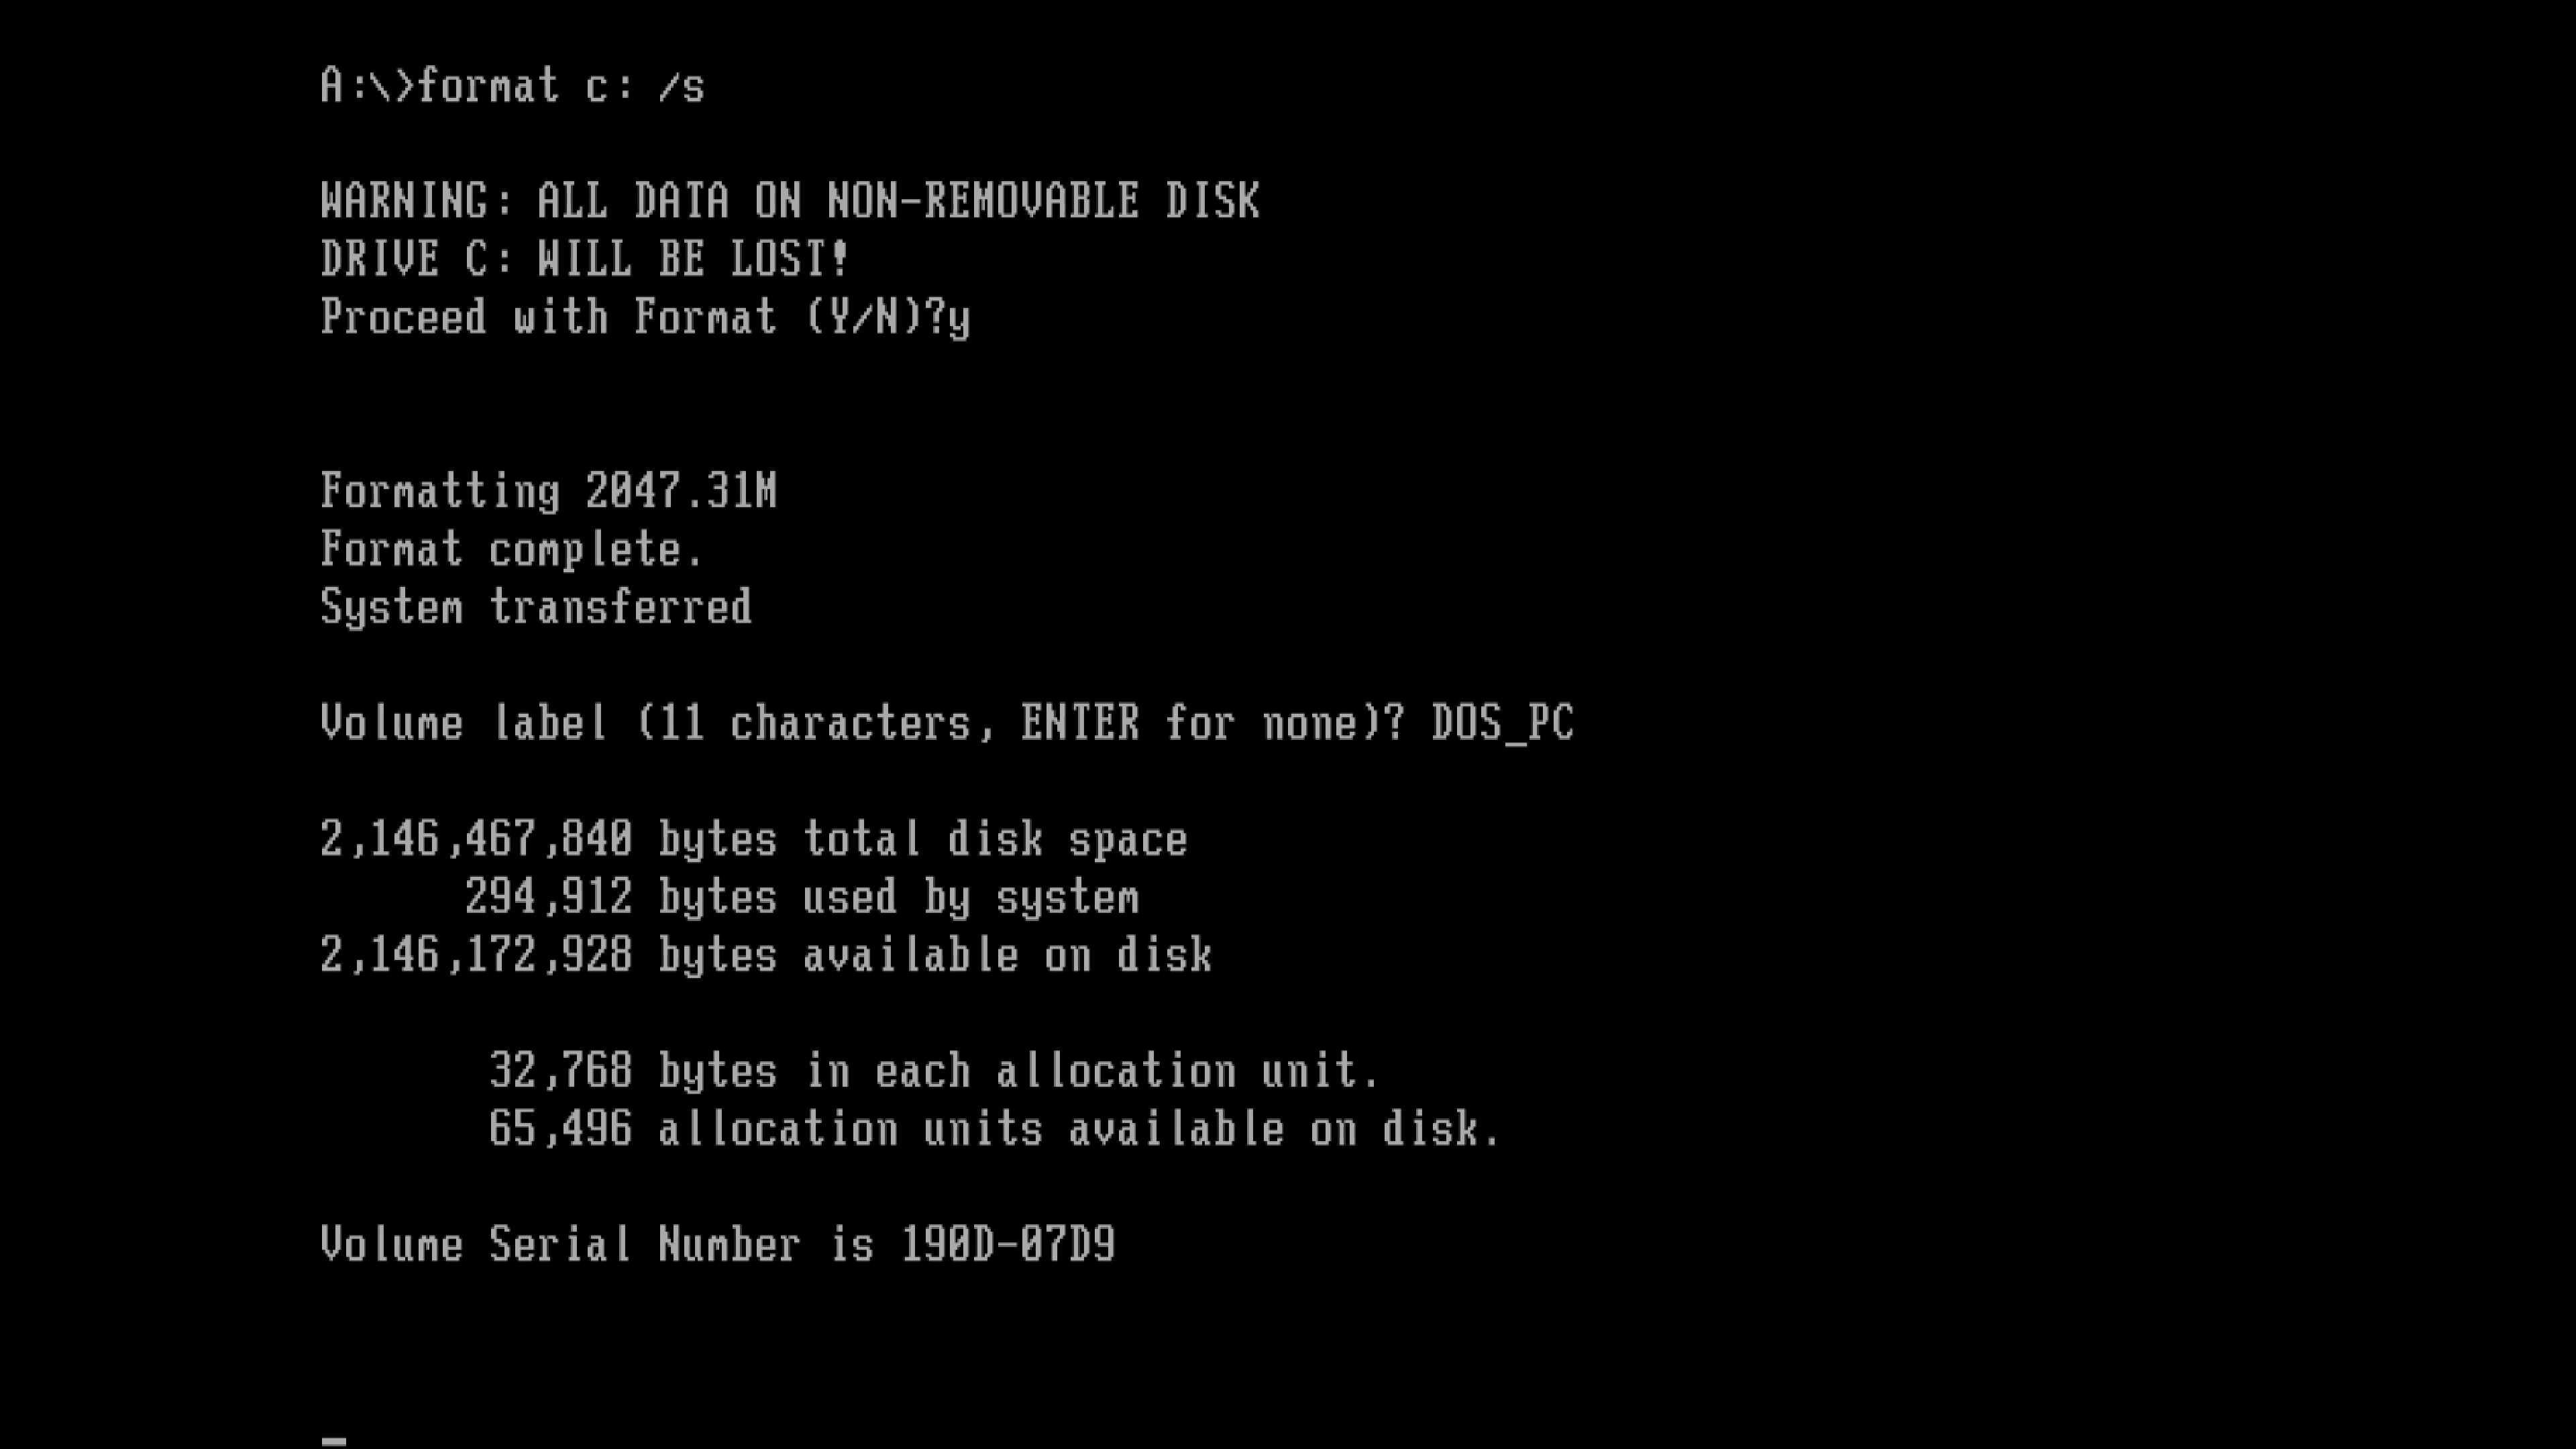 A:\>format c: /s
WARNING: ALL DATA ON NON-REMOVABLE DISK
DRIVE C: WILL BE LOST!
Proceed with Format (Y/N)?y
Formatting 2047.31M
Format complete.
System transferred
Volume label (11 characters, ENTER for none)? DOS_PC
2,146,467,840 bytes total disk space
294,912 bytes used by system
2,146,172,928 bytes available on disk
32,768 bytes in each allocation unit.
65,496 allocation units available on disk.
Volume Serial Number is 190D-07D9